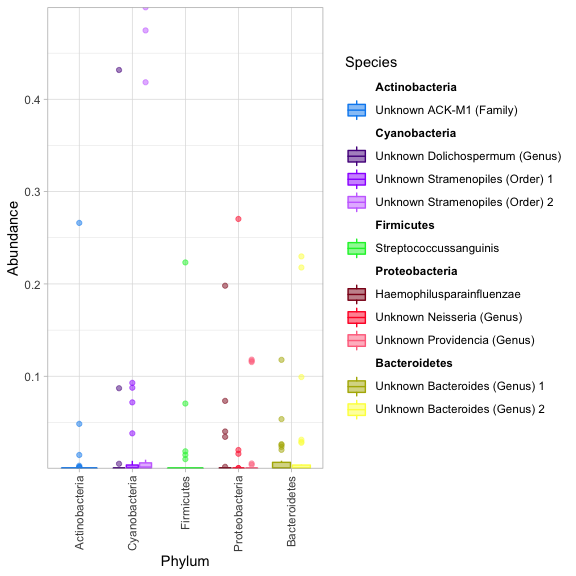 0.4
0.3
0.2
0.1
Abundance
Actinobacteria
Cyanobacteria
Firmicutes
Proteobacteria
Bacteroidetes
Phylum
Species
Actinobacteria
Unknown ACK-M1 (Family)
Cyanobacteria
Unknown Dolichospermum (Genus)
Unknown Stramenopiles (Order) 1
Unknown Stramenopiles (Order) 2
Firmicutes
Streptococcussanguinis
Proteobacteria
Haemophilusparainfluenzae
Unknown Neisseria (Genus)
Unknown Providencia (Genus)
Bacteroidetes
Unknown Bacteroides (Genus) 1
Unknown Bacteroides (Genus) 2